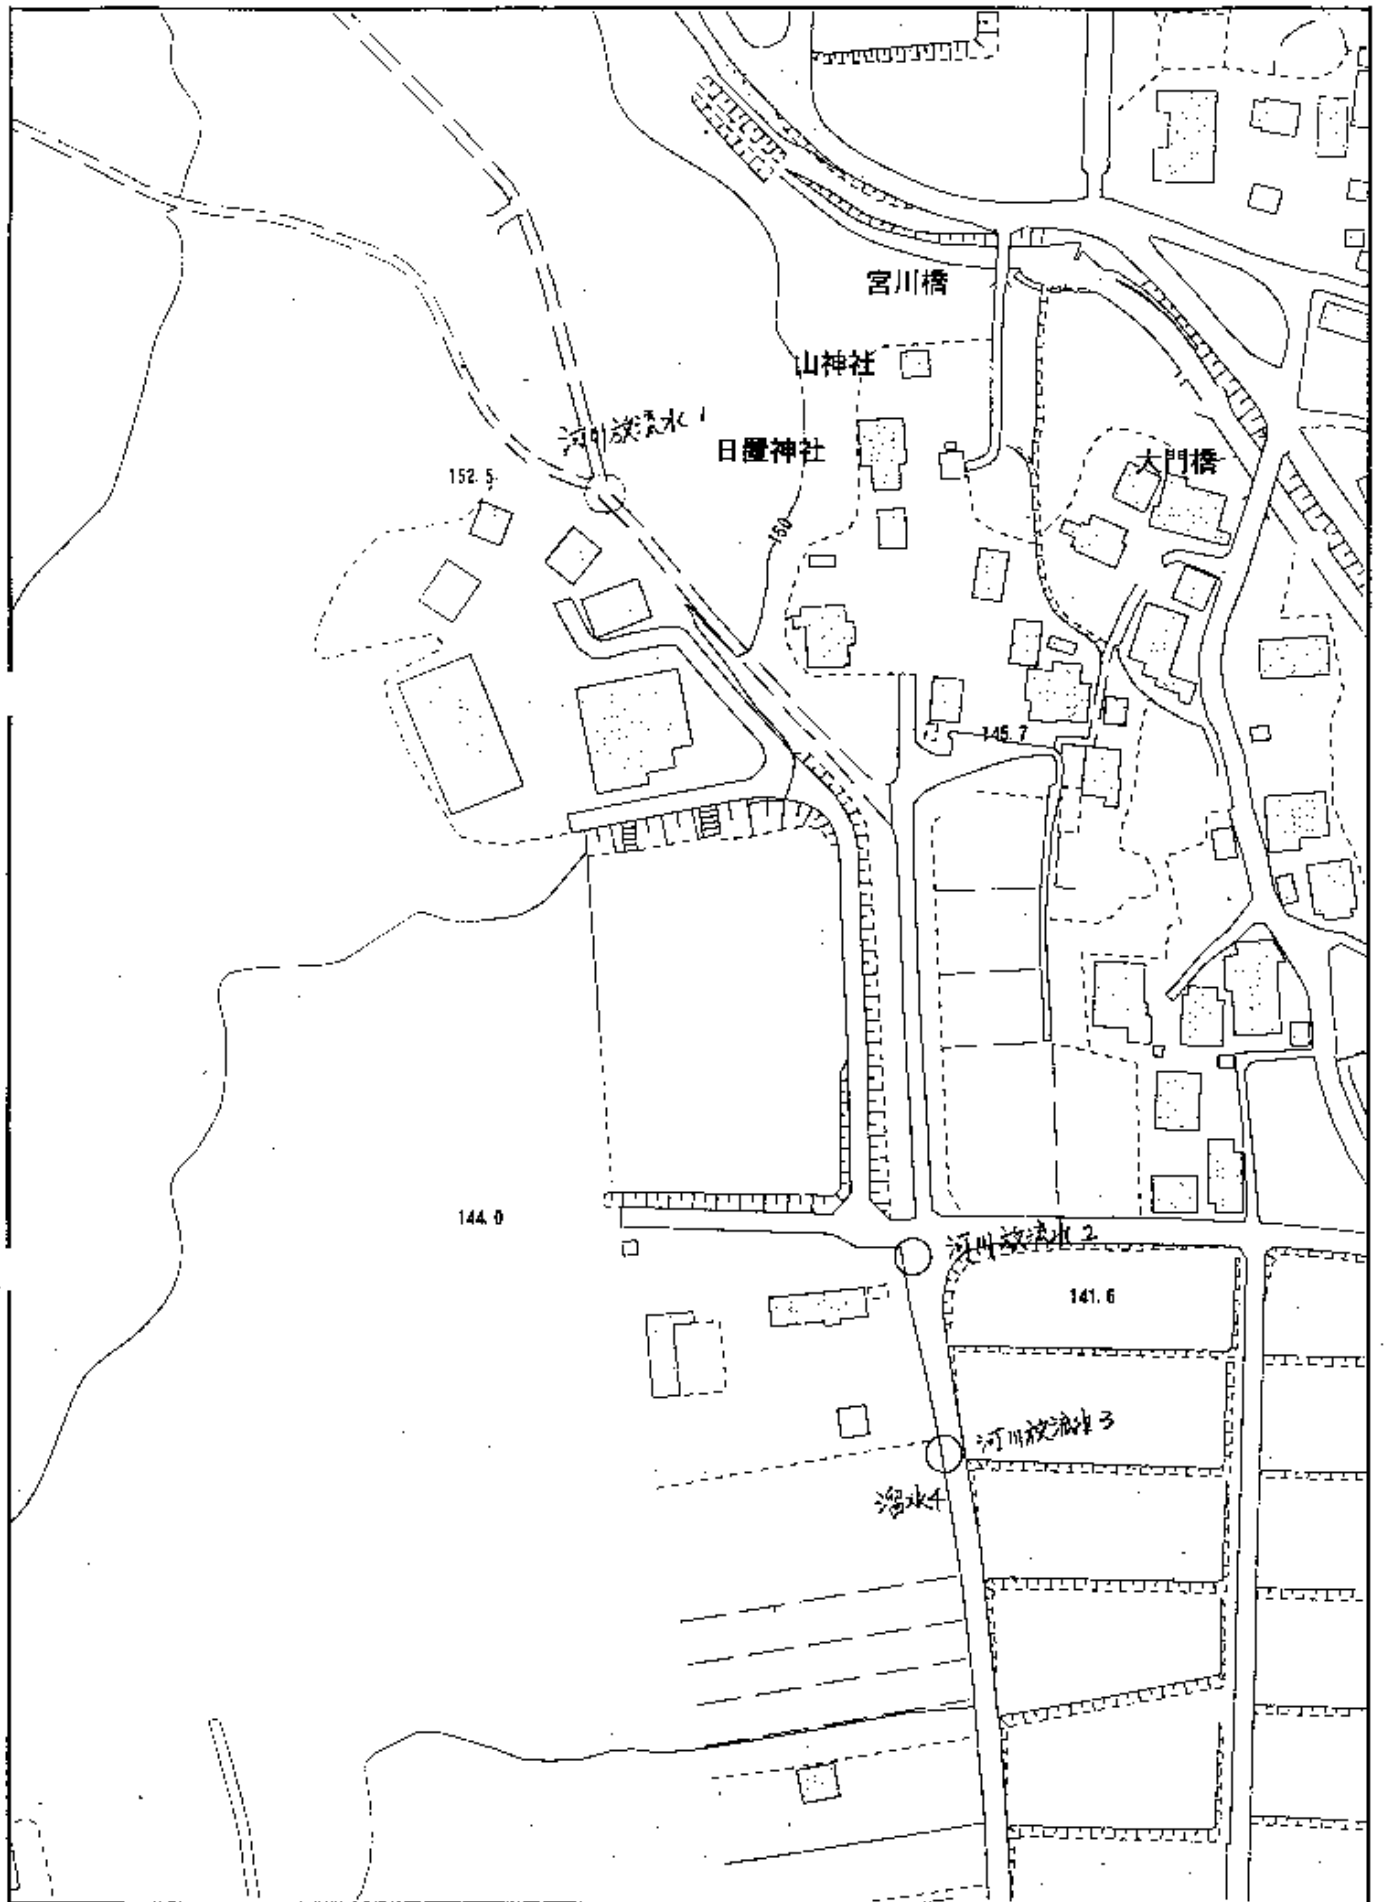 宮川橋
山神社
河川放流水1
日置神社
大門橋
152.5
150
145.7
144.0
河川放流水2
141.6
河川放流水3
溜水4